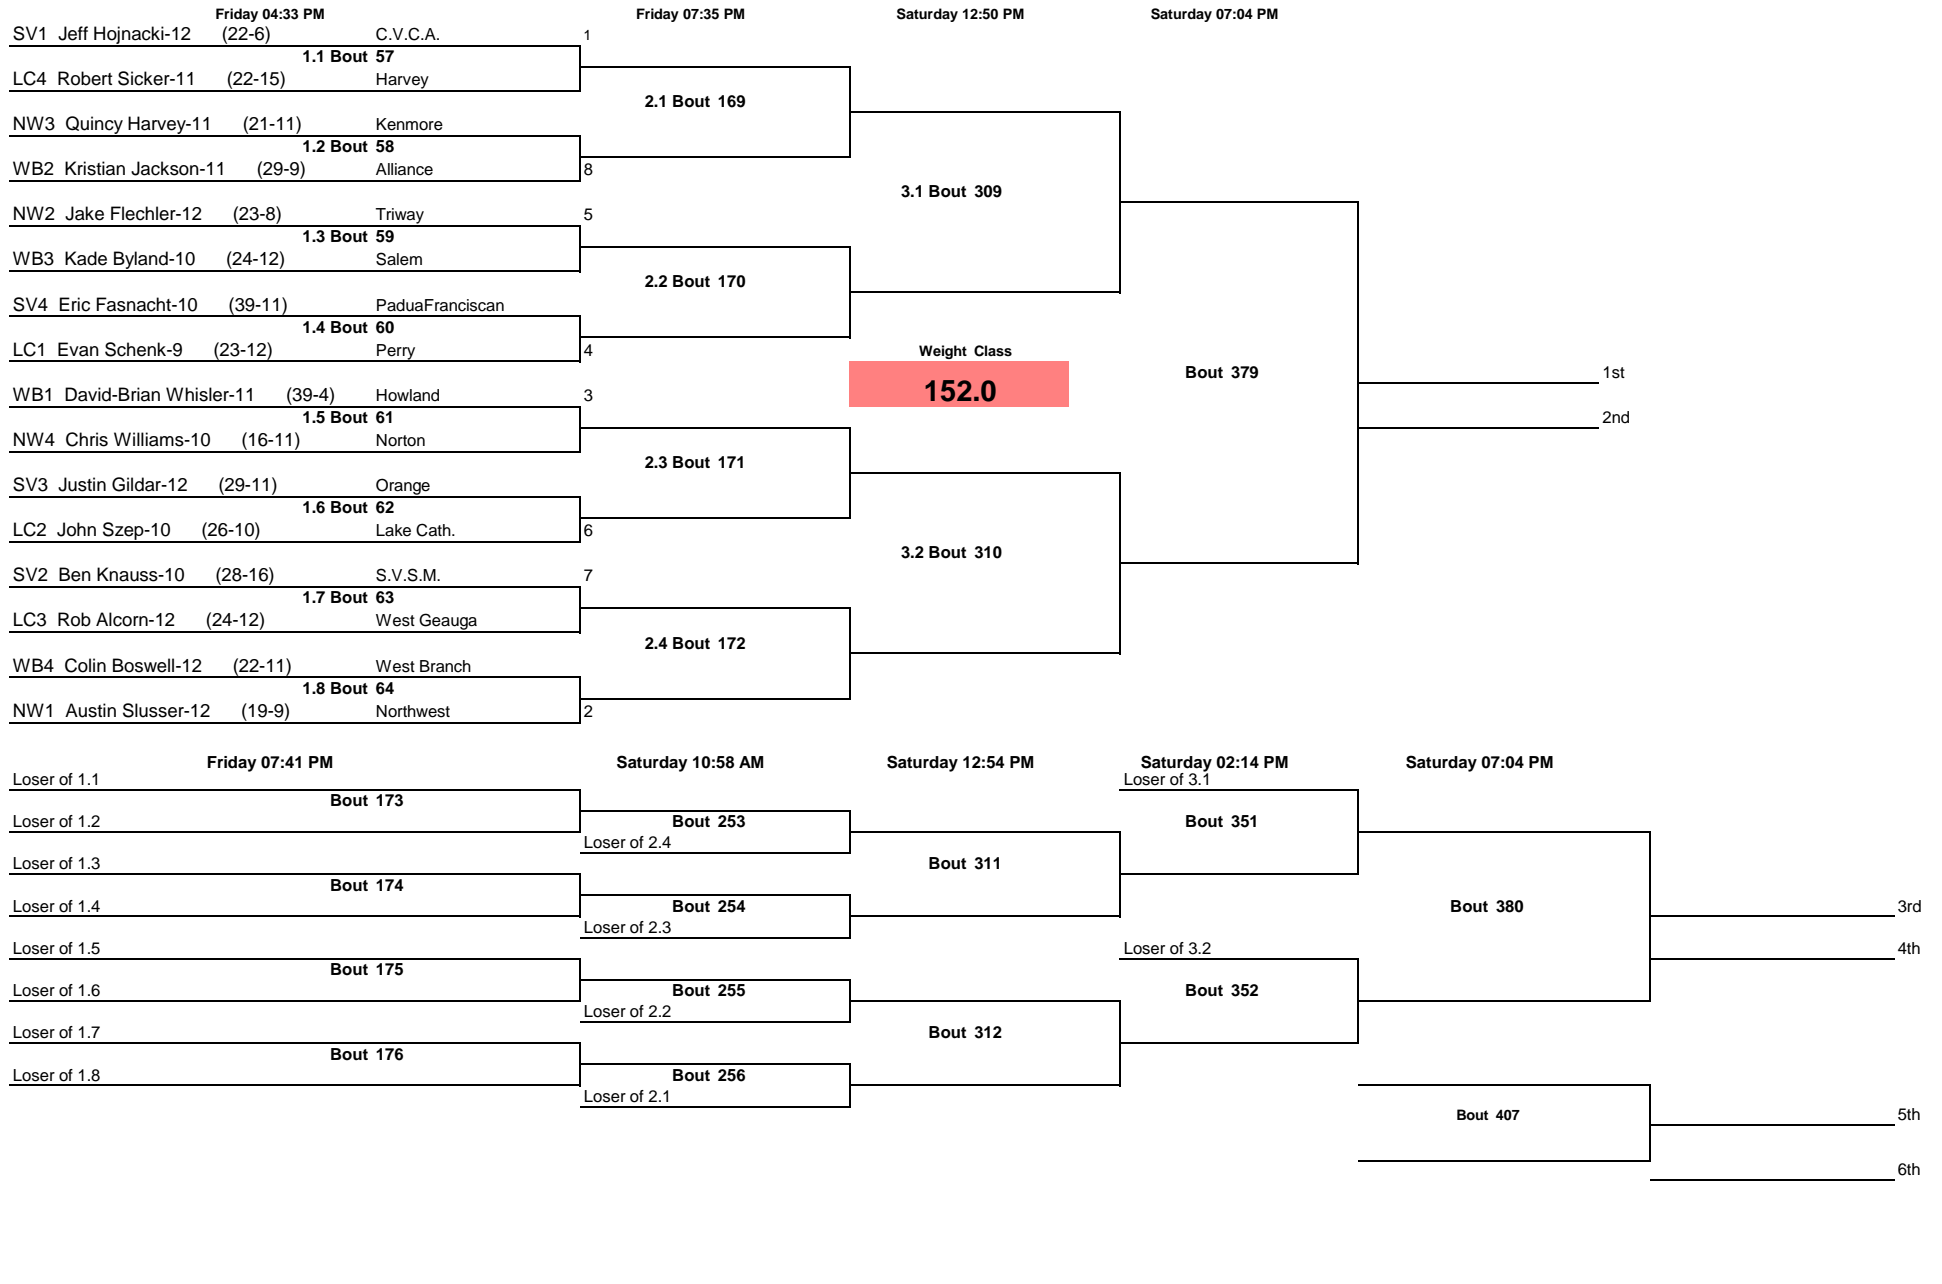 Friday 04:33 PM Friday 07:35 PM Saturday 12:50 PM Saturday 07:04 PM
SV1 Jeff Hojnacki-12 (22-6) C.V.C.A. 1
1.1 Bout 57
LC4 Robert Sicker-11 (22-15) Harvey
2.1 Bout 169
NW3 Quincy Harvey-11 (21-11) Kenmore
1.2 Bout 58
WB2 Kristian Jackson-11 (29-9) Alliance 8
3.1 Bout 309
NW2 Jake Flechler-12 (23-8) Triway 5
1.3 Bout 59
WB3 Kade Byland-10 (24-12) Salem
2.2 Bout 170
SV4 Eric Fasnacht-10 (39-11) PaduaFranciscan
1.4 Bout 60
LC1 Evan Schenk-9 (23-12) Perry 4 Weight Class
Bout 379 1st
WB1 David-Brian Whisler-11 (39-4) Howland 3 152.0
1.5 Bout 61 2nd
NW4 Chris Williams-10 (16-11) Norton
2.3 Bout 171
SV3 Justin Gildar-12 (29-11) Orange
1.6 Bout 62
LC2 John Szep-10 (26-10) Lake Cath. 6
3.2 Bout 310
SV2 Ben Knauss-10 (28-16) S.V.S.M. 7
1.7 Bout 63
LC3 Rob Alcorn-12 (24-12) West Geauga
2.4 Bout 172
WB4 Colin Boswell-12 (22-11) West Branch
1.8 Bout 64
NW1 Austin Slusser-12 (19-9) Northwest 2
Friday 07:41 PM Saturday 10:58 AM Saturday 12:54 PM Saturday 02:14 PM Saturday 07:04 PM
Loser of 1.1 Loser of 3.1
Bout 173
Loser of 1.2 Bout 253 Bout 351
Loser of 2.4
Loser of 1.3 Bout 311
Bout 174
Loser of 1.4 Bout 254 Bout 380 3rd
Loser of 2.3
Loser of 1.5 Loser of 3.2 4th
Bout 175
Loser of 1.6 Bout 255 Bout 352
Loser of 2.2
Loser of 1.7 Bout 312
Bout 176
Loser of 1.8 Bout 256
Loser of 2.1
Bout 407 5th
6th